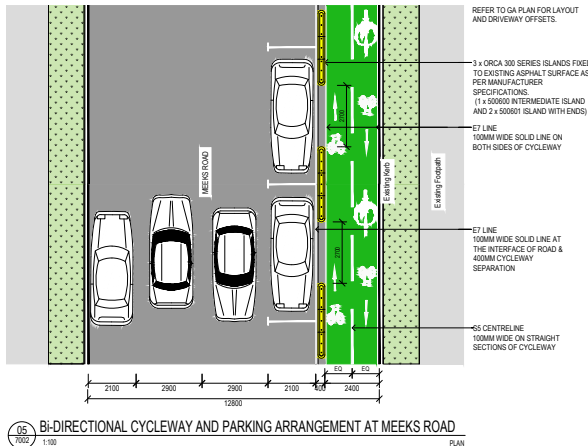 REFER TO GA PLAN FOR LAYOUT
AND DRIVEWAY OFFSETS.
3 x ORCA 300 SERIES ISLANDS FIXED
TO EXISTING ASPHALT SURFACE AS
PER MANUFACTURER
SPECIFICATIONS.
(1 x 500600 INTERMEDIATE ISLAND
AND 2 x 500601 ISLAND WITH ENDS)
2700
E7 LINE
100MM WIDE SOLID LINE ON
BOTH SIDES OF CYCLEWAY
MEEKS ROAD
Existing Kerb
Existing Footpath
E7 LINE
100MM WIDE SOLID LINE AT
THE INTERFACE OF ROAD &
400MM CYCLEWAY
SEPARATION
2700
S5 CENTRELINE
100MM WIDE ON STRAIGHT
SECTIONS OF CYCLEWAY
EQ EQ
2100 2900 2900 2100 400 2400
12800
05
7002
Bi-DIRECTIONAL CYCLEWAY AND PARKING ARRANGEMENT AT MEEKS ROAD
1:100 PLAN